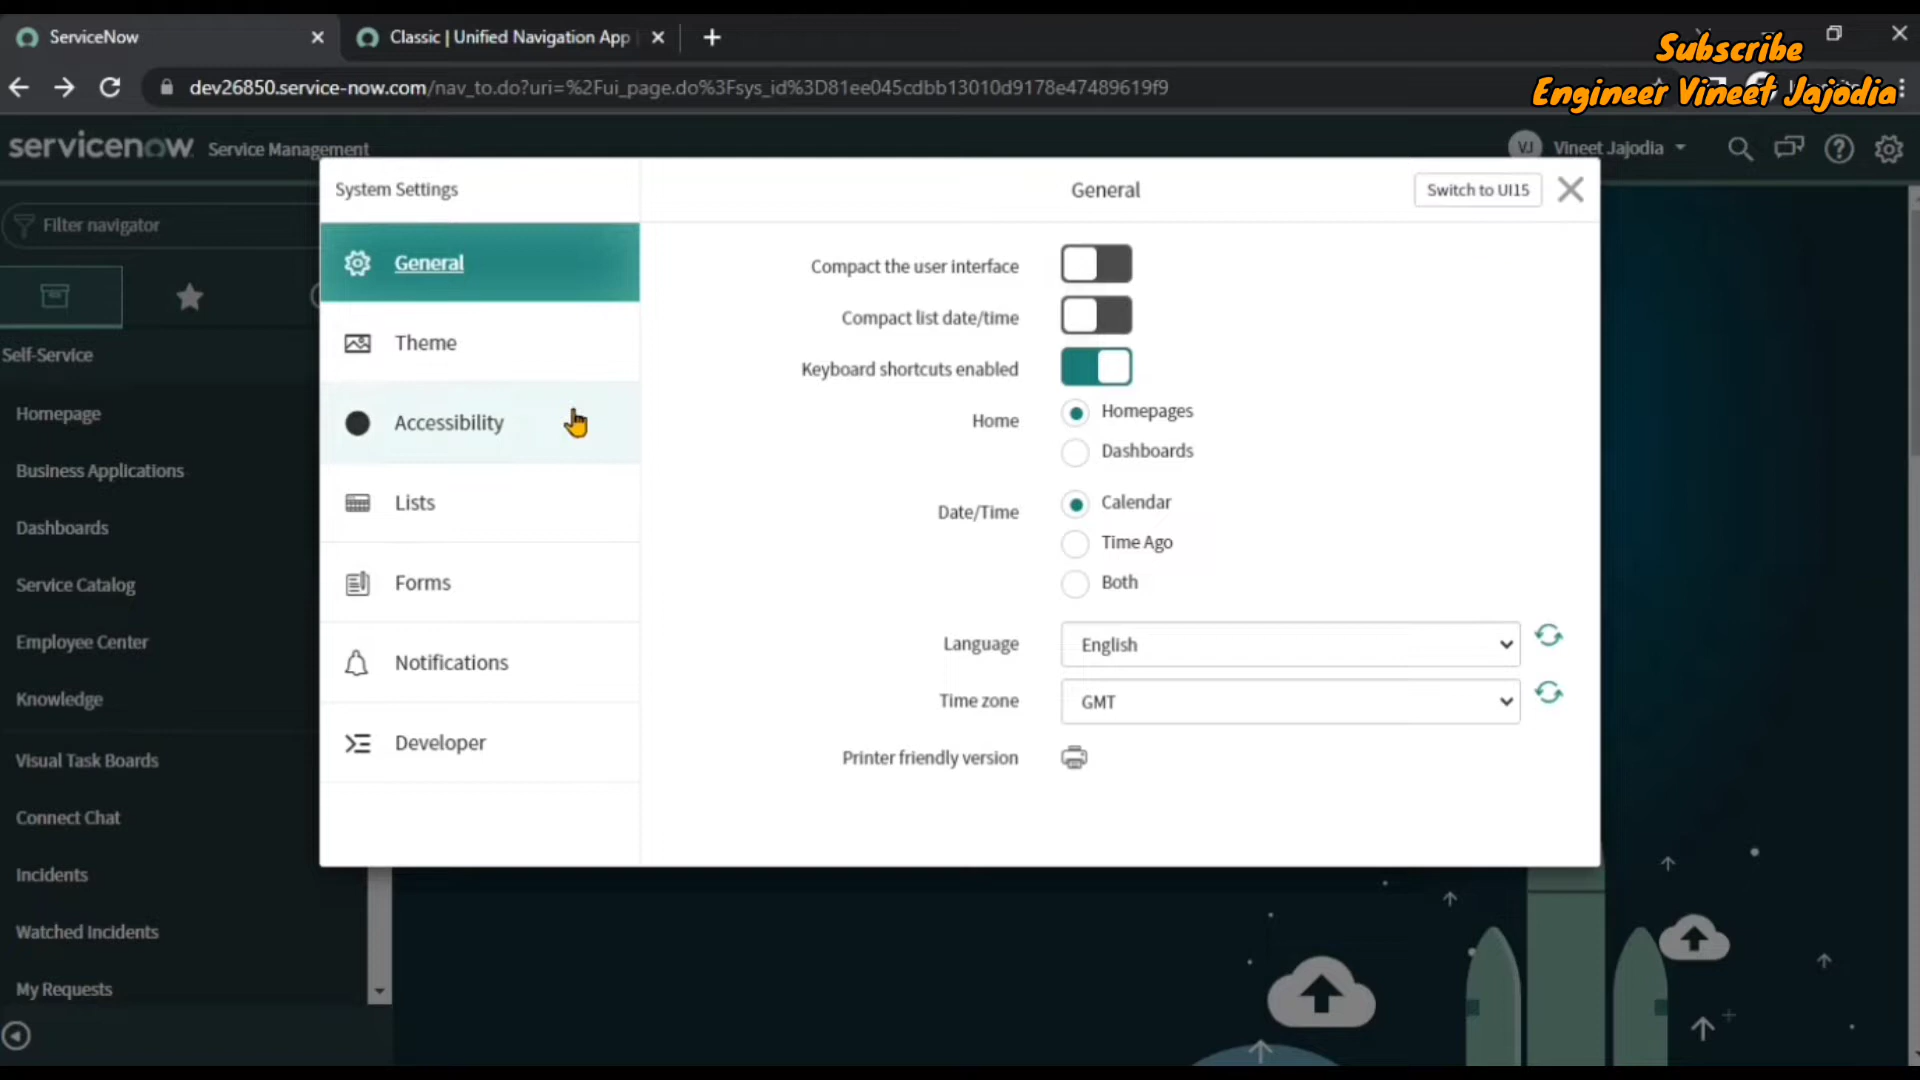 ServiceNow
Classic | Unified Navigation App
Subscribe
Engineer Vineet Jajodia
dev26850.service-now.com/nav_to.do?uri=%2Fui_page.do%3Fsys_id%3D81ee045cdbb13010d9178e47489619f9
servicenow Service Management
VJ Vineet Jajodia
System Settings
General
Switch to UI15
Filter navigator
Self-Service
Homepage
Business Applications
Dashboards
Service Catalog
Employee Center
Knowledge
Visual Task Boards
Connect Chat
Incidents
Watched Incidents
My Requests
General
Theme
Accessibility
Lists
Forms
Notifications
Developer
Compact the user interface
Compact list date/time
Keyboard shortcuts enabled
Home
Homepages
Dashboards
Date/Time
Calendar
Time Ago
Both
Language
English
Time zone
GMT
Printer friendly version